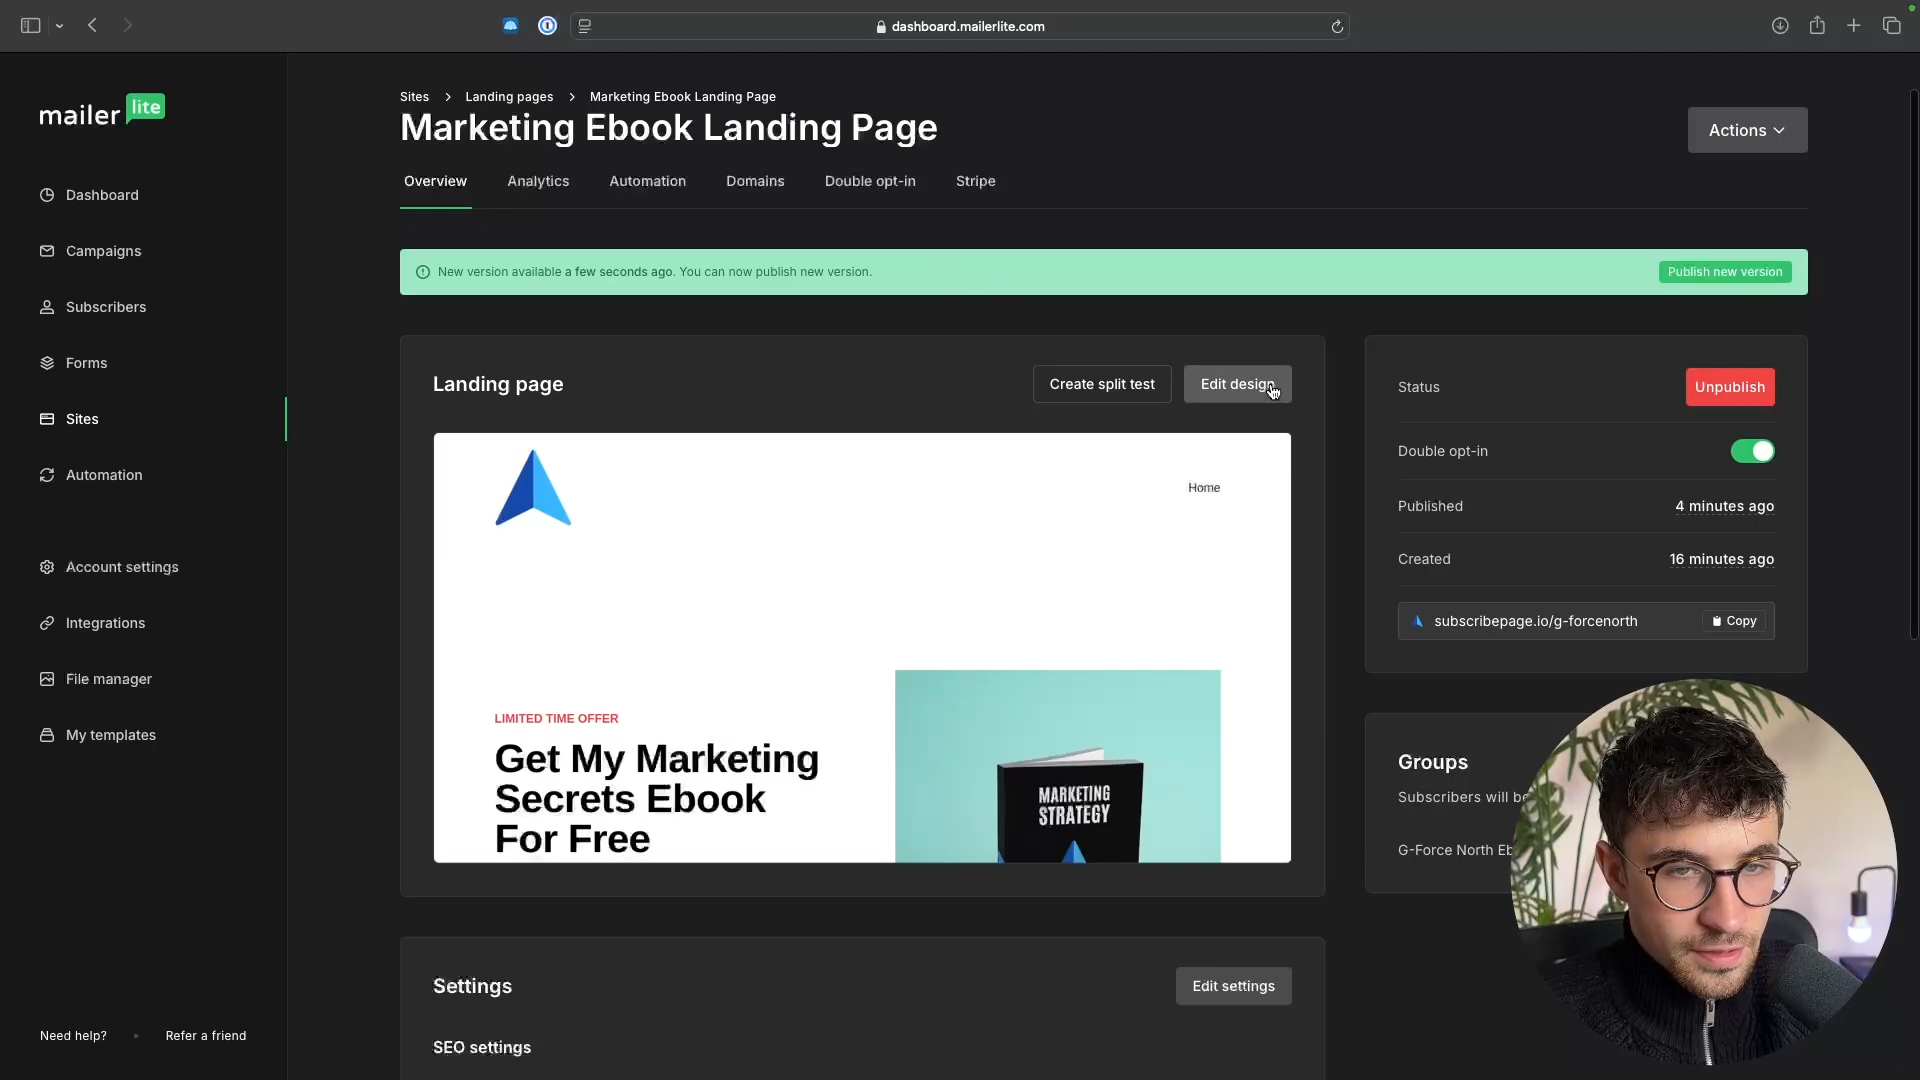 dashboard.mailerlite.com
mailer lite
Sites > Landing pages > Marketing Ebook Landing Page
Marketing Ebook Landing Page
Actions
Overview Analytics Automation Domains Double opt-in Stripe
New version available a few seconds ago. You can now publish new version.
Publish new version
Dashboard
Campaigns
Subscribers
Forms
Sites
Automation
Account settings
Integrations
File manager
My templates
Need help? • Refer a friend
Landing page
Create split test
Edit design
Home
LIMITED TIME OFFER
Get My Marketing
Secrets Ebook
For Free
MARKETING
STRATEGY
Status Unpublish
Double opt-in
Published 4 minutes ago
Created 16 minutes ago
subscribepage.io/g-forcenorth Copy
Groups
Subscribers will
G-Force North
Settings
Edit settings
SEO settings